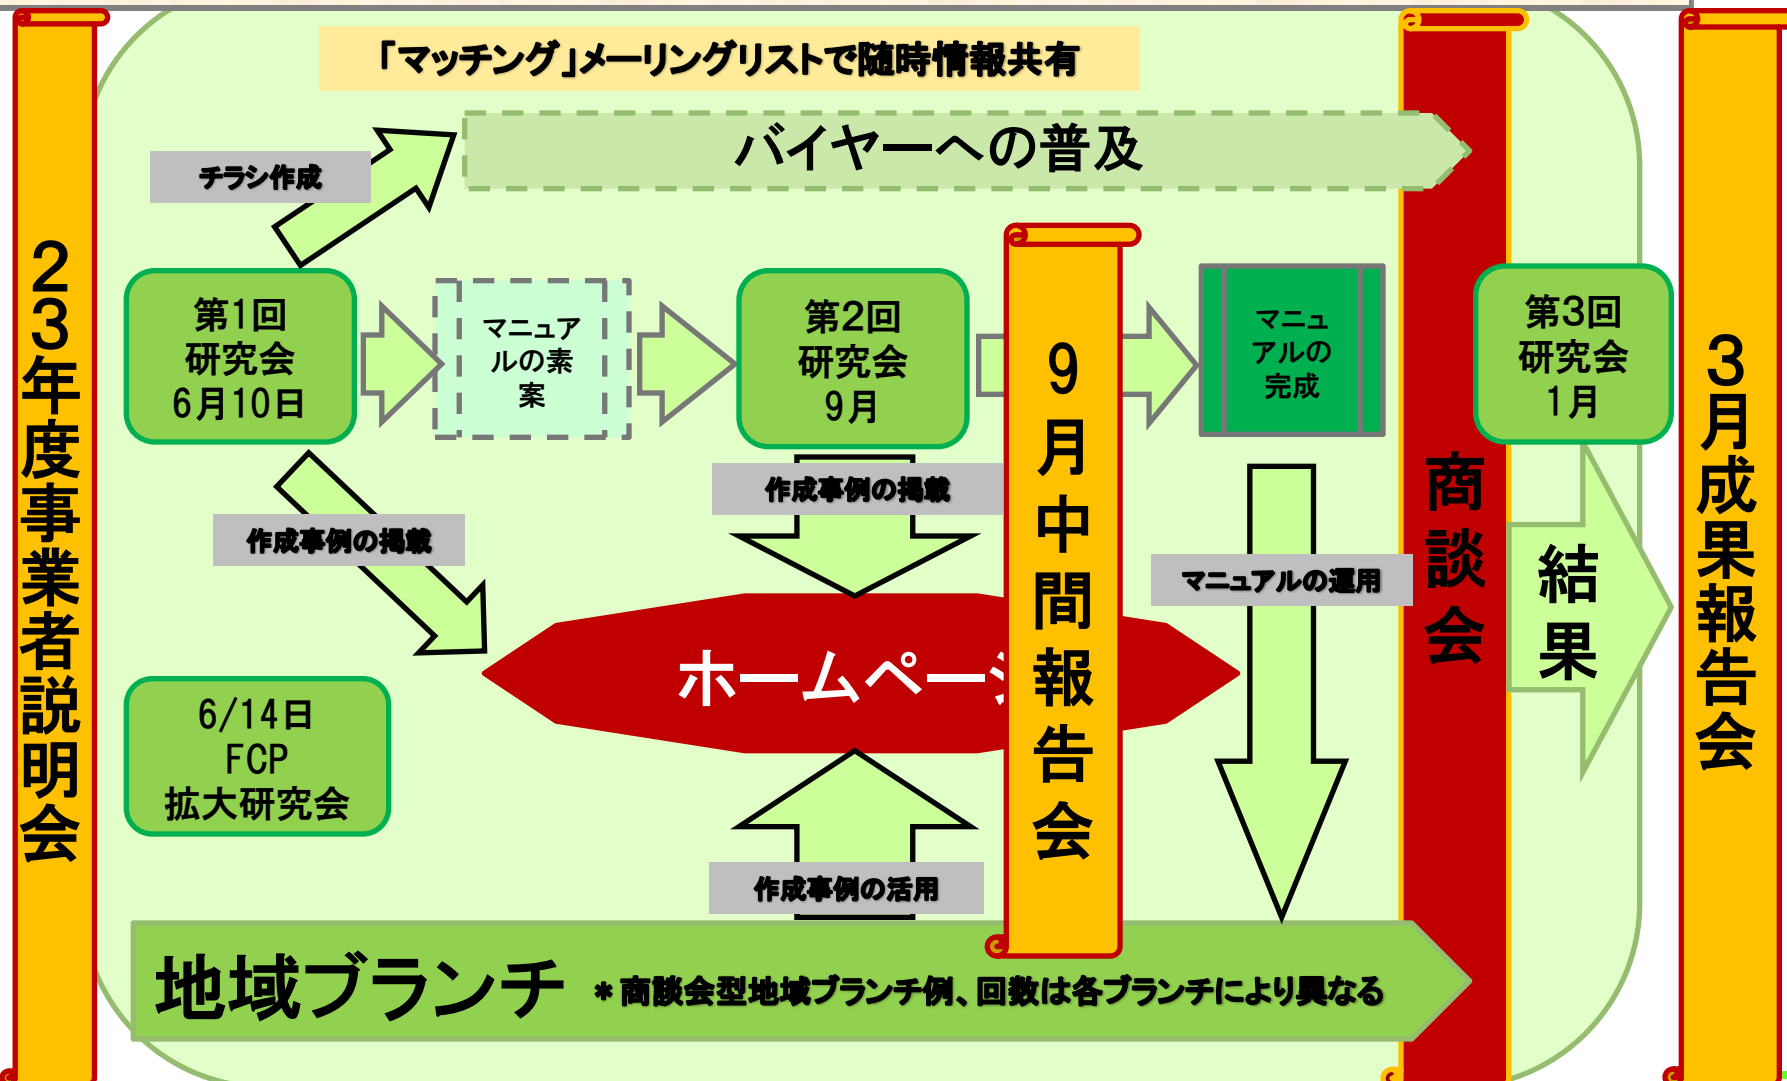 「マッチング」メーリングリストで随時情報共有
バイヤーへの普及
チラシ作成
23年度事業者説明会
第1回
研究会
6月10日
マニュア
ルの素
案
第2回
研究会
9月
9月中間報告会
マニュ
アルの
完成
第3回
研究会
1月
3月成果報告会
作成事例の掲載
作成事例の掲載
マニュアルの運用
商談会
結果
ホームページ
6/14日
FCP
拡大研究会
作成事例の活用
地域ブランチ ＊商談会型地域ブランチ例、回数は各ブランチにより異なる